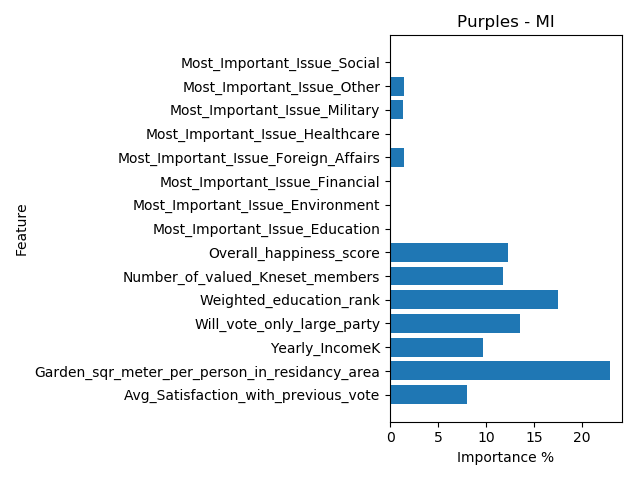 Purples - MI
Most_Important_Issue_Social
Most_Important_Issue_Other
Most_Important_Issue_Military
Most_Important_Issue_Healthcare
Most_Important_Issue_Foreign_Affairs
Most_Important_Issue_Financial
Most_Important_Issue_Environment
Most_Important_Issue_Education
Overall_happiness_score
Number_of_valued_Kneset_members
Weighted_education_rank
Will_vote_only_large_party
Yearly_IncomeK
Garden_sqr_meter_per_person_in_residancy_area
Avg_Satisfaction_with_previous_vote
Feature
0 5 10 15 20
Importance %